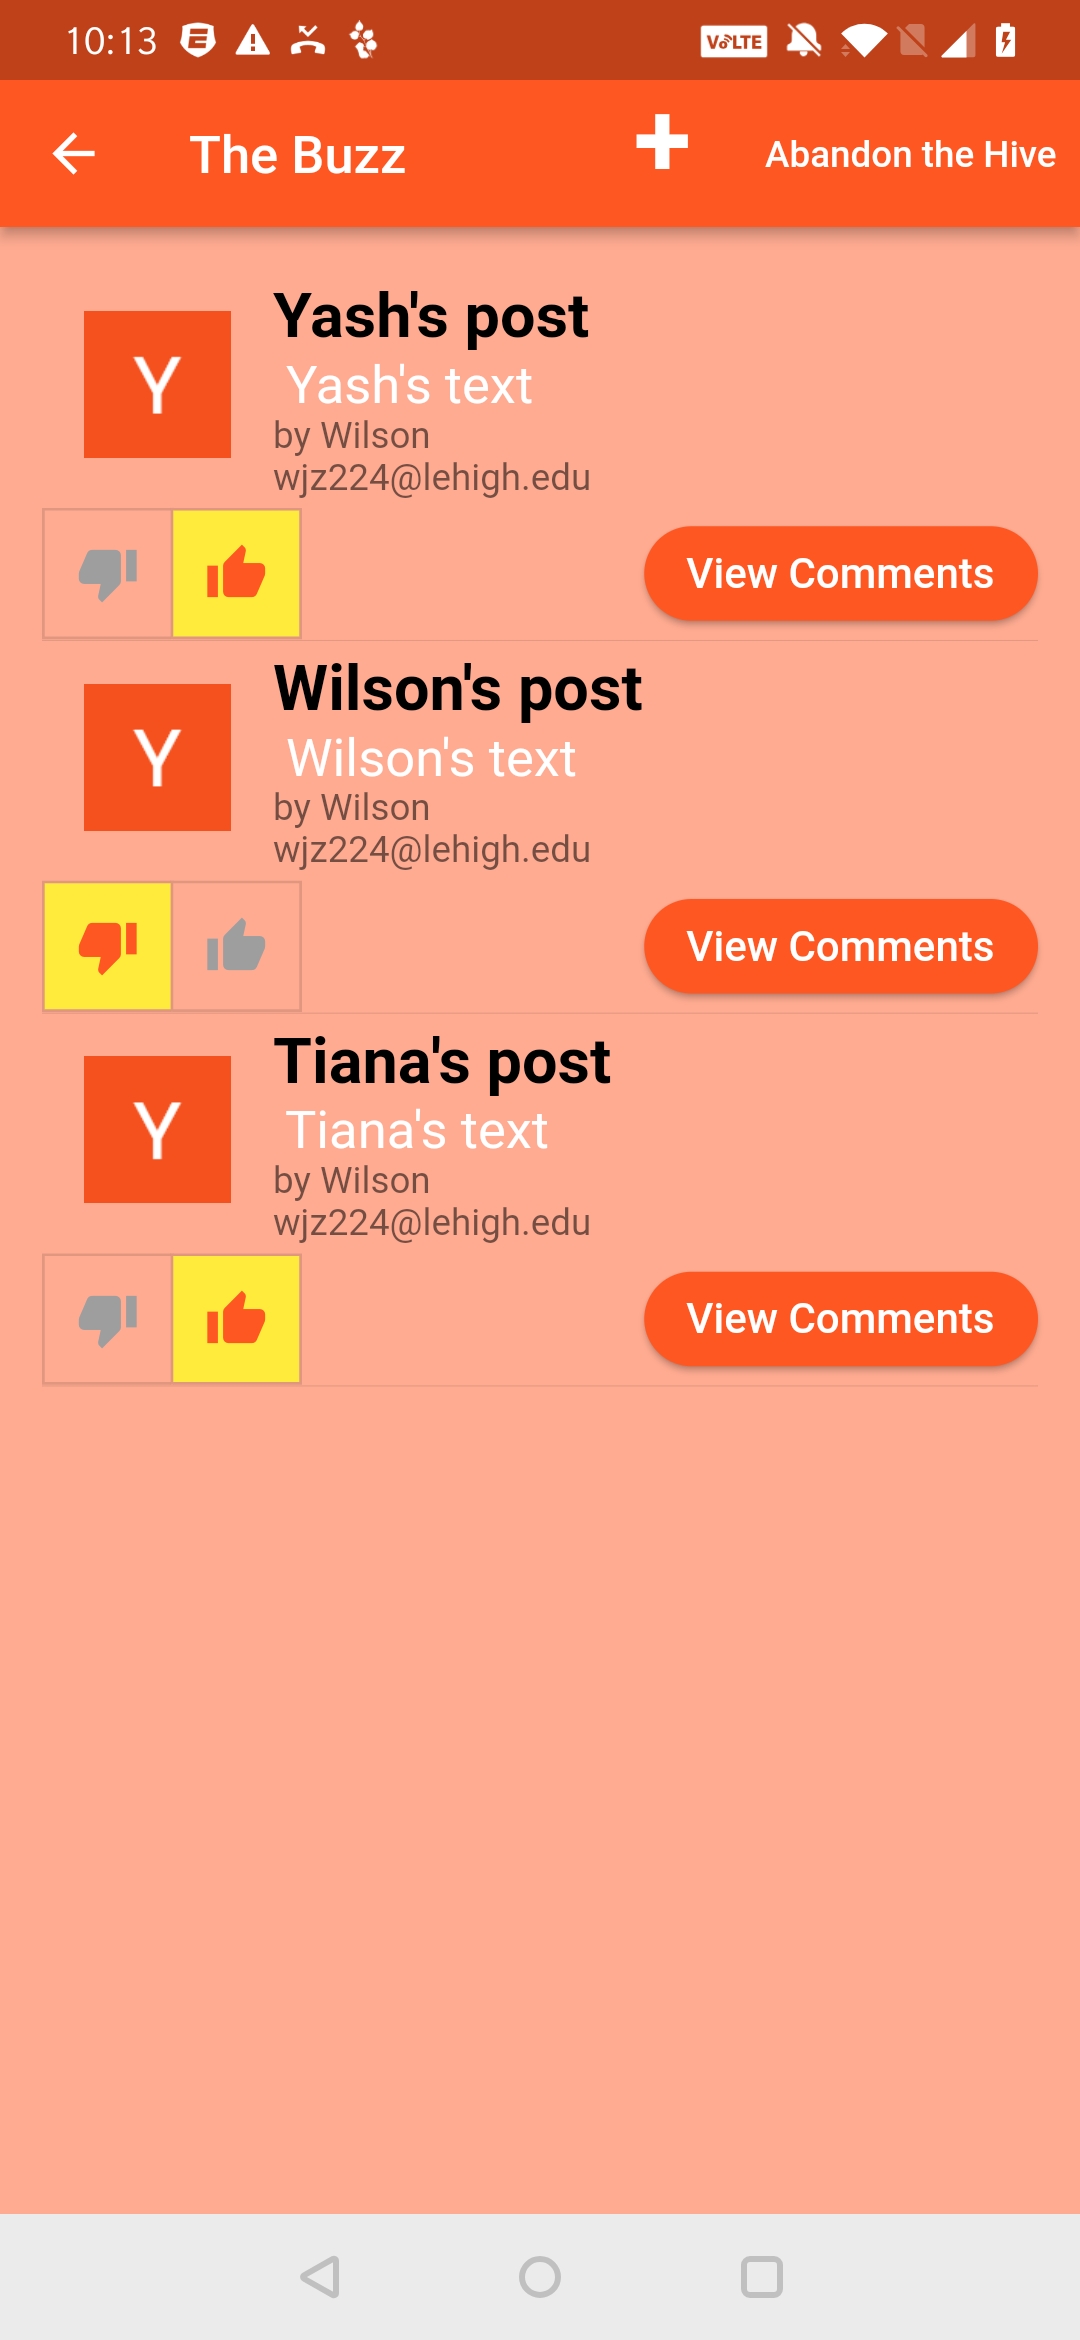 10:13 VoLTE
The Buzz Abandon the Hive
Yash's post
Y
Yash's text
by Wilson
wjz224@lehigh.edu
View Comments
Wilson's post
Y
Wilson's text
by Wilson
wjz224@lehigh.edu
View Comments
Tiana's post
Y
Tiana's text
by Wilson
wjz224@lehigh.edu
View Comments